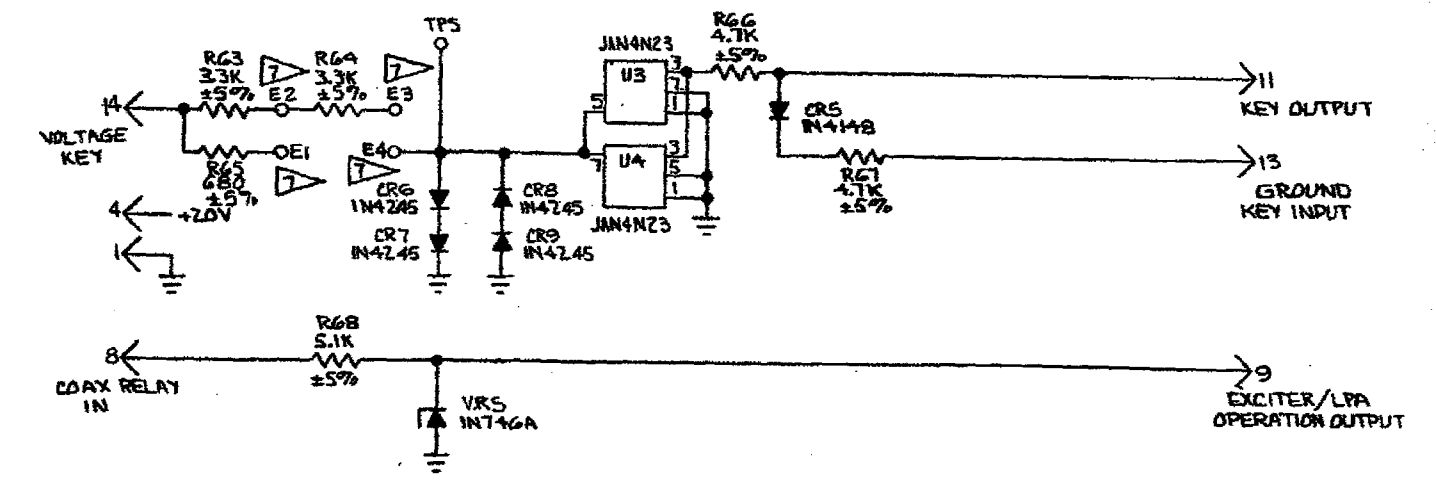 TP5
R63
3.3K
±5%
7
E2
R64
3.3K
±5%
7
E3
14
VOLTAGE
KEY
R65
680
±5%
E1
7
E4
7
4
+20V
1
CR6
1N4245
CR7
1N4245
CR8
1N4245
CR9
1N4245
JAN4N23
U3
5
3
7
1
U4
7
3
5
1
JAN4N23
R66
4.7K
±5%
CR5
1N4148
R67
4.7K
±5%
11
KEY OUTPUT
13
GROUND
KEY INPUT
8
COAX RELAY
IN
R68
5.1K
±5%
VR5
1N746A
9
EXCITER/LPA
OPERATION OUTPUT